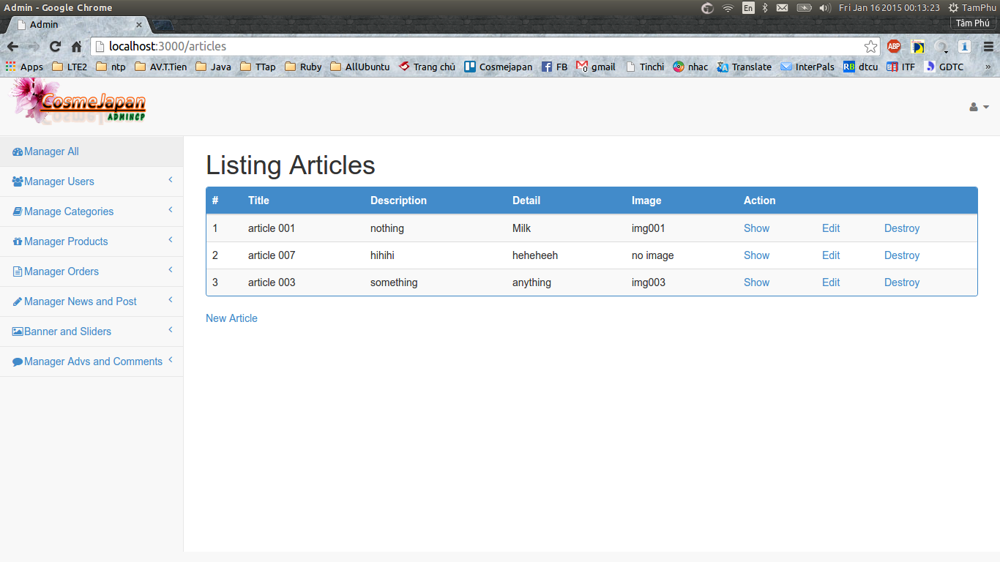 Admin - Google Chrome En Fri Jan 16 2015 00:13:23 TamPhu
Admin × Tâm Phú
localhost:3000/articles ABP
Apps LTE2 ntp AV.T.Tien Java TTap Ruby AllUbuntu Trang chủ Cosmejapan FB gmail Tinchi nhac Translate InterPals RB dtcu ITF GDTC »
CosmeJapan
ADMINCP
Manager All
Manager Users
Manage Categories
Manager Products
Manager Orders
Manager News and Post
Banner and Sliders
Manager Advs and Comments
Listing Articles
# Title Description Detail Image Action
1 article 001 nothing Milk img001 Show Edit Destroy
2 article 007 hihihi heheheeh no image Show Edit Destroy
3 article 003 something anything img003 Show Edit Destroy
New Article